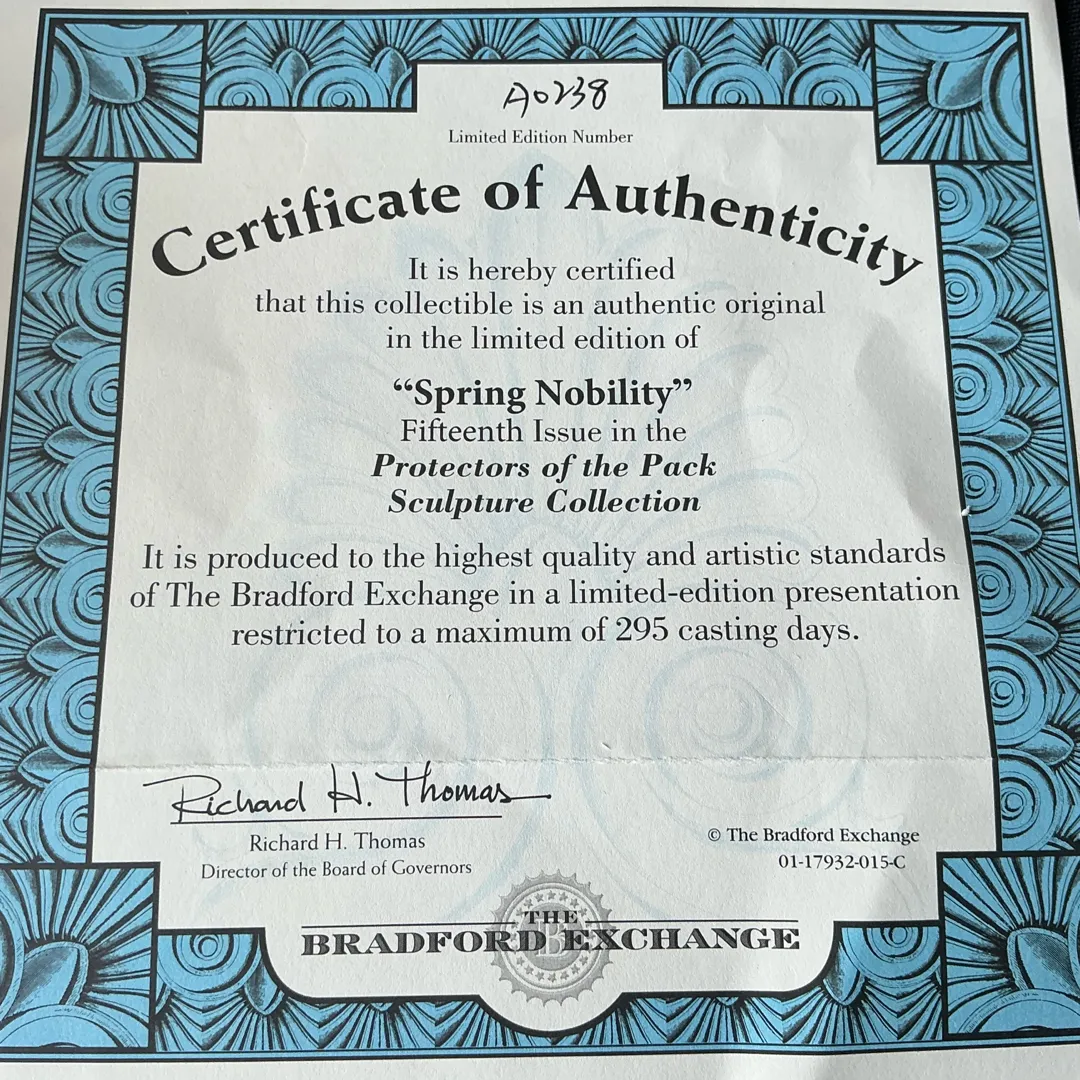 A0238
Limited Edition Number
Certificate of Authenticity
It is hereby certified
that this collectible is an authentic original
in the limited edition of
“Spring Nobility”
Fifteenth Issue in the
Protectors of the Pack
Sculpture Collection
It is produced to the highest quality and artistic standards
of The Bradford Exchange in a limited-edition presentation
restricted to a maximum of 295 casting days.
Richard H. Thomas
Richard H. Thomas
Director of the Board of Governors
© The Bradford Exchange
01-17932-015-C
THE
BRADFORD EXCHANGE